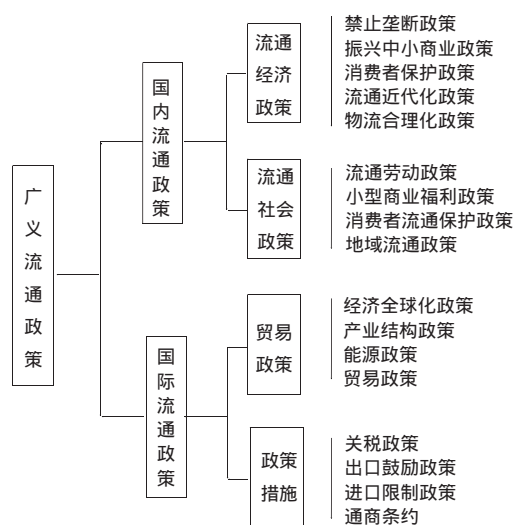 广义流通政策
国内流通政策
流通
经济
政策
禁止垄断政策
振兴中小商业政策
消费者保护政策
流通近代化政策
物流合理化政策
流通
社会
政策
流通劳动政策
小型商业福利政策
消费者流通保护政策
地域流通政策
国际流通政策
贸易
政策
经济全球化政策
产业结构政策
能源政策
贸易政策
政策
措施
关税政策
出口鼓励政策
进口限制政策
通商条约